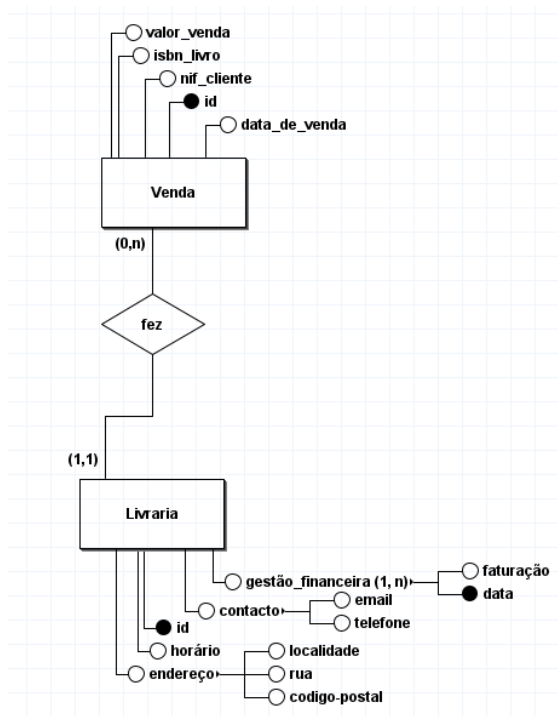 valor_venda
isbn_livro
nif_cliente
id
data_de_venda
Venda
(0,n)
fez
(1,1)
Livraria
gestão_financeira (1, n)
faturação
data
contacto
email
telefone
id
horário
endereço
localidade
rua
codigo-postal